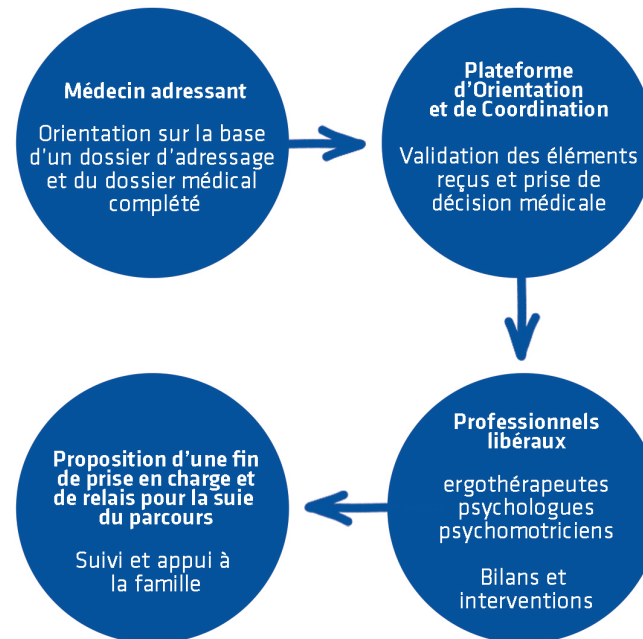 Médecin adressant
Orientation sur la base
d'un dossier d'adressage
et du dossier médical
complété
Plateforme
d'Orientation
et de Coordination
Validation des éléments
reçus et prise de
décision médicale
Professionnels
libéraux
ergothérapeutes
psychologues
psychomotriciens
Bilans et
interventions
Proposition d'une fin
de prise en charge et
de relais pour la suie
du parcours
Suivi et appui à
la famille